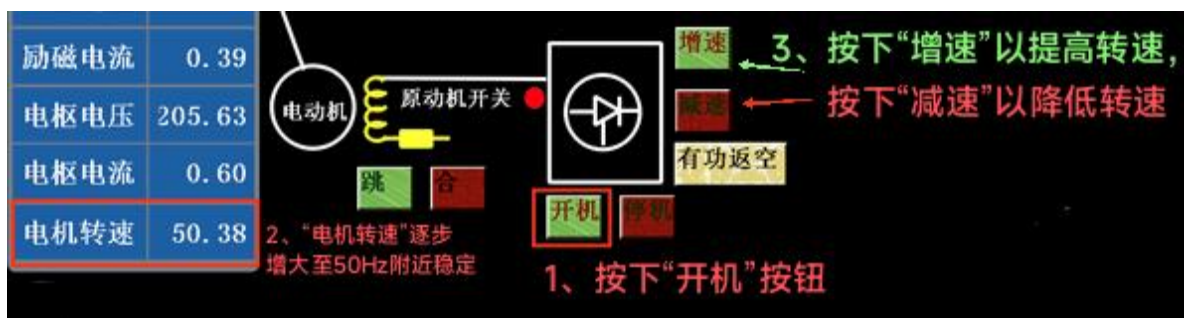 励磁电流 0.39
电枢电压 205.63
电枢电流 0.60
电机转速 50.38
电动机
原动机开关
跳 合
增速
减速
有功返空
开机 停机
3、按下“增速”以提高转速,
按下“减速”以降低转速
2、“电机转速”逐步
增大至50Hz附近稳定
1、按下“开机”按钮